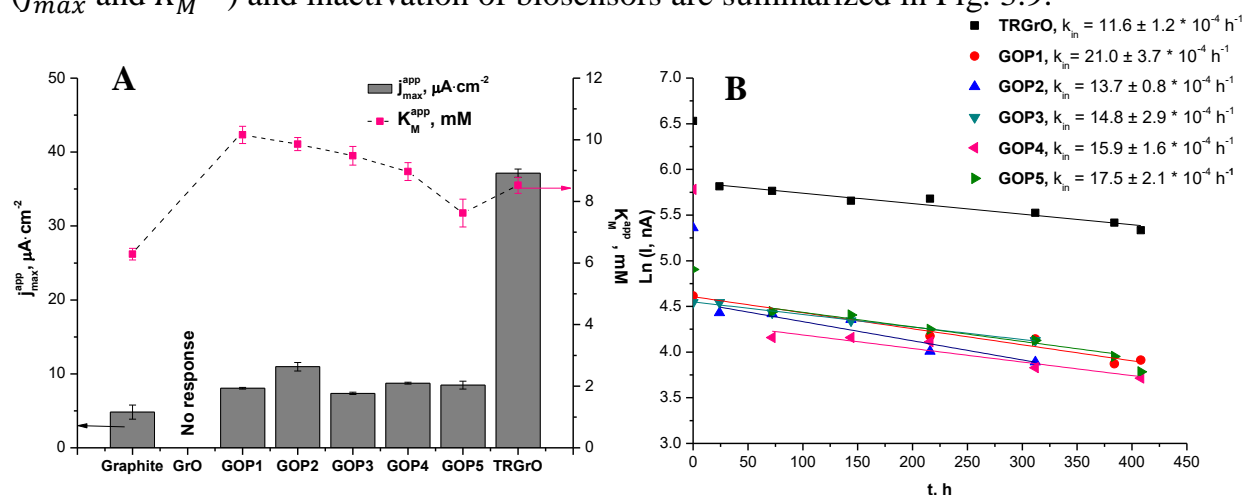 (j_max and K_M ) and inactivation of biosensors are summarized in Fig. 3.9.
A
j_max^app, μA·cm^-2
K_M^app, mM
50
40
30
20
10
0
j_max^app, μA·cm^-2
12
10
8
6
4
2
0
K_M^app, mM
No response
Graphite GrO GOP1 GOP2 GOP3 GOP4 GOP5 TRGrO
B
TRGrO, k_in = 11.6 ± 1.2 * 10^-4 h^-1
GOP1, k_in = 21.0 ± 3.7 * 10^-4 h^-1
GOP2, k_in = 13.7 ± 0.8 * 10^-4 h^-1
GOP3, k_in = 14.8 ± 2.9 * 10^-4 h^-1
GOP4, k_in = 15.9 ± 1.6 * 10^-4 h^-1
GOP5, k_in = 17.5 ± 2.1 * 10^-4 h^-1
7.0
6.5
6.0
5.5
5.0
4.5
4.0
3.5
3.0
Ln (I, nA)
0 50 100 150 200 250 300 350 400 450
t, h